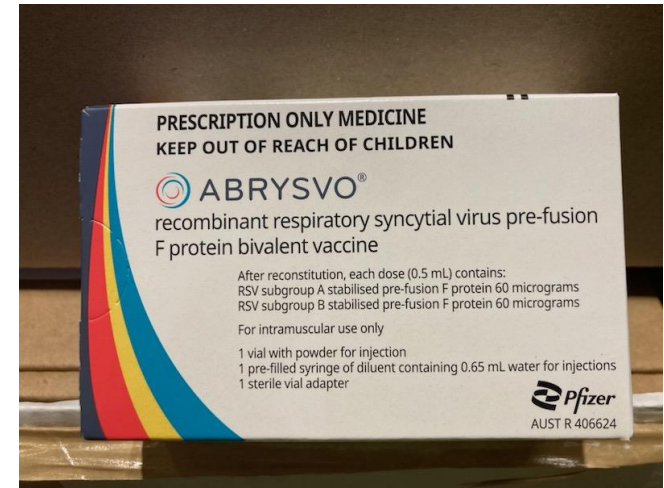 PRESCRIPTION ONLY MEDICINE
KEEP OUT OF REACH OF CHILDREN
ABRYSVO®
recombinant respiratory syncytial virus pre-fusion
F protein bivalent vaccine
After reconstitution, each dose (0.5 mL) contains:
RSV subgroup A stabilised pre-fusion F protein 60 micrograms
RSV subgroup B stabilised pre-fusion F protein 60 micrograms
For intramuscular use only
1 vial with powder for injection
1 pre-filled syringe of diluent containing 0.65 mL water for injections
1 sterile vial adapter
Pfizer
AUST R 406624